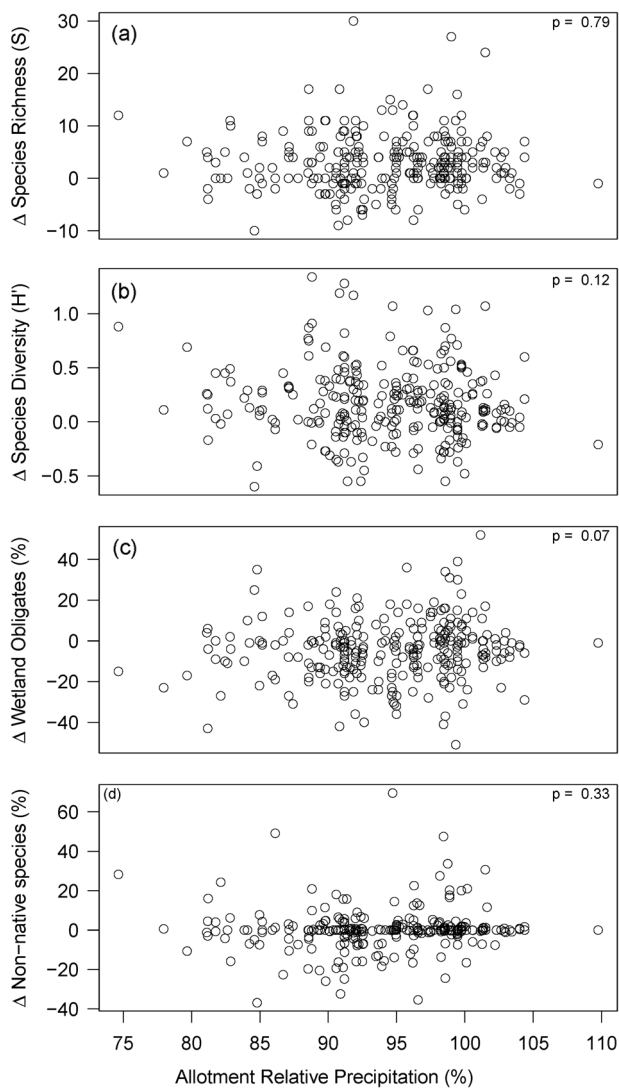 (a)
p = 0.79
Δ Species Richness (S)
30
20
10
0
−10
(b)
p = 0.12
Δ Species Diversity (H')
1.0
0.5
0.0
−0.5
(c)
p = 0.07
Δ Wetland Obligates (%)
40
20
0
−20
−40
(d)
p = 0.33
Δ Non−native species (%)
60
40
20
0
−20
−40
75 80 85 90 95 100 105 110
Allotment Relative Precipitation (%)